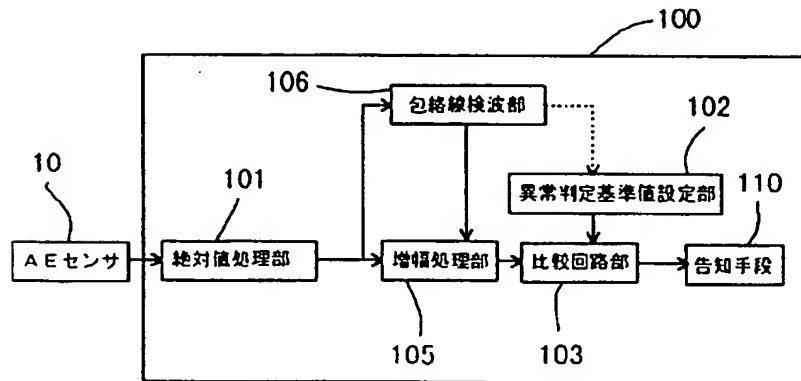 100
106
包絡線検波部
102
10
101
異常判定基準値設定部
110
AEセンサ
絶対値処理部
増幅処理部
比較回路部
告知手段
105
103